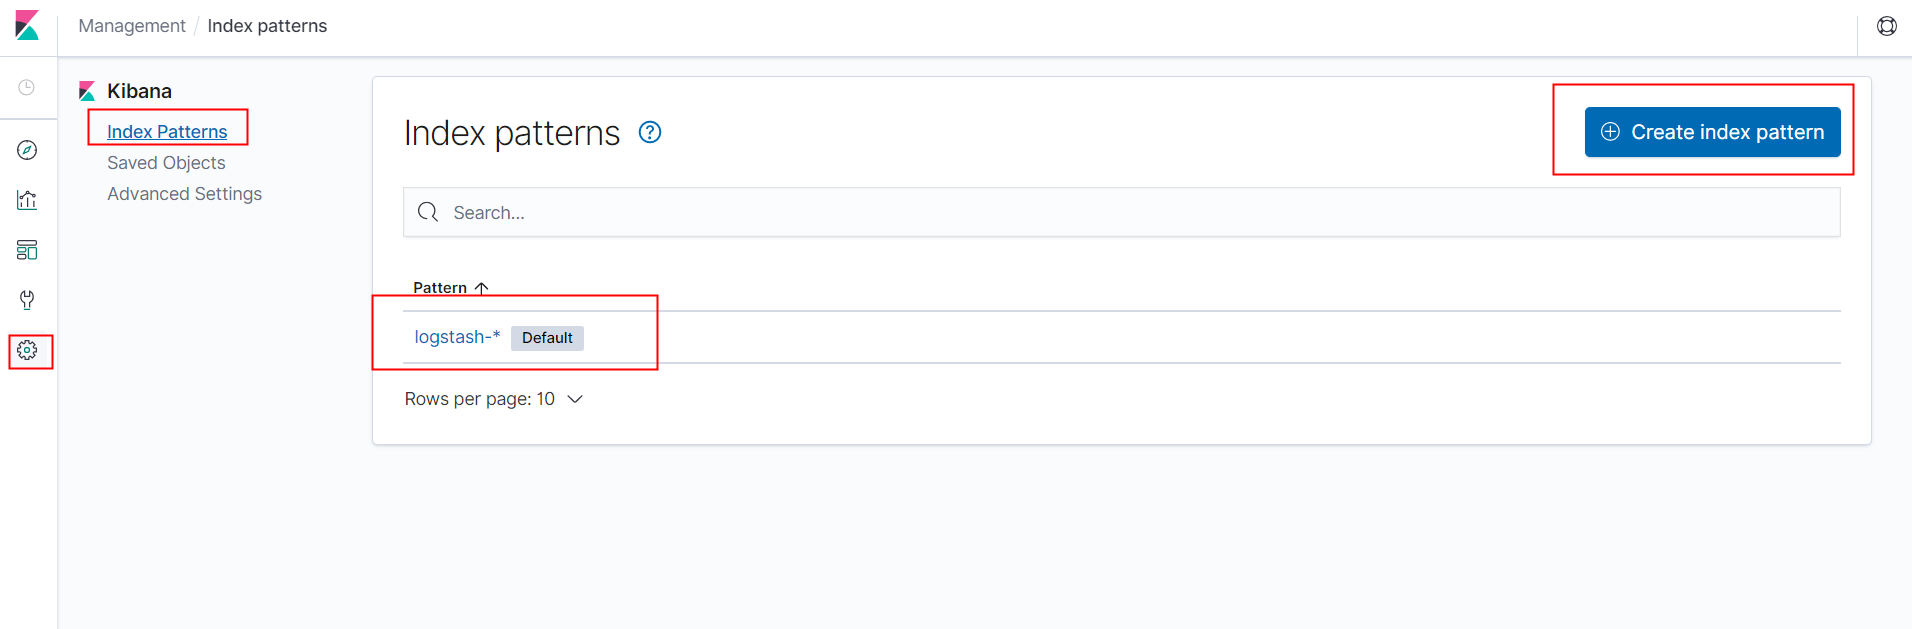 Management / Index patterns
Kibana
Index Patterns
Saved Objects
Advanced Settings
Index patterns
Create index pattern
Search...
Pattern
logstash-* Default
Rows per page: 10